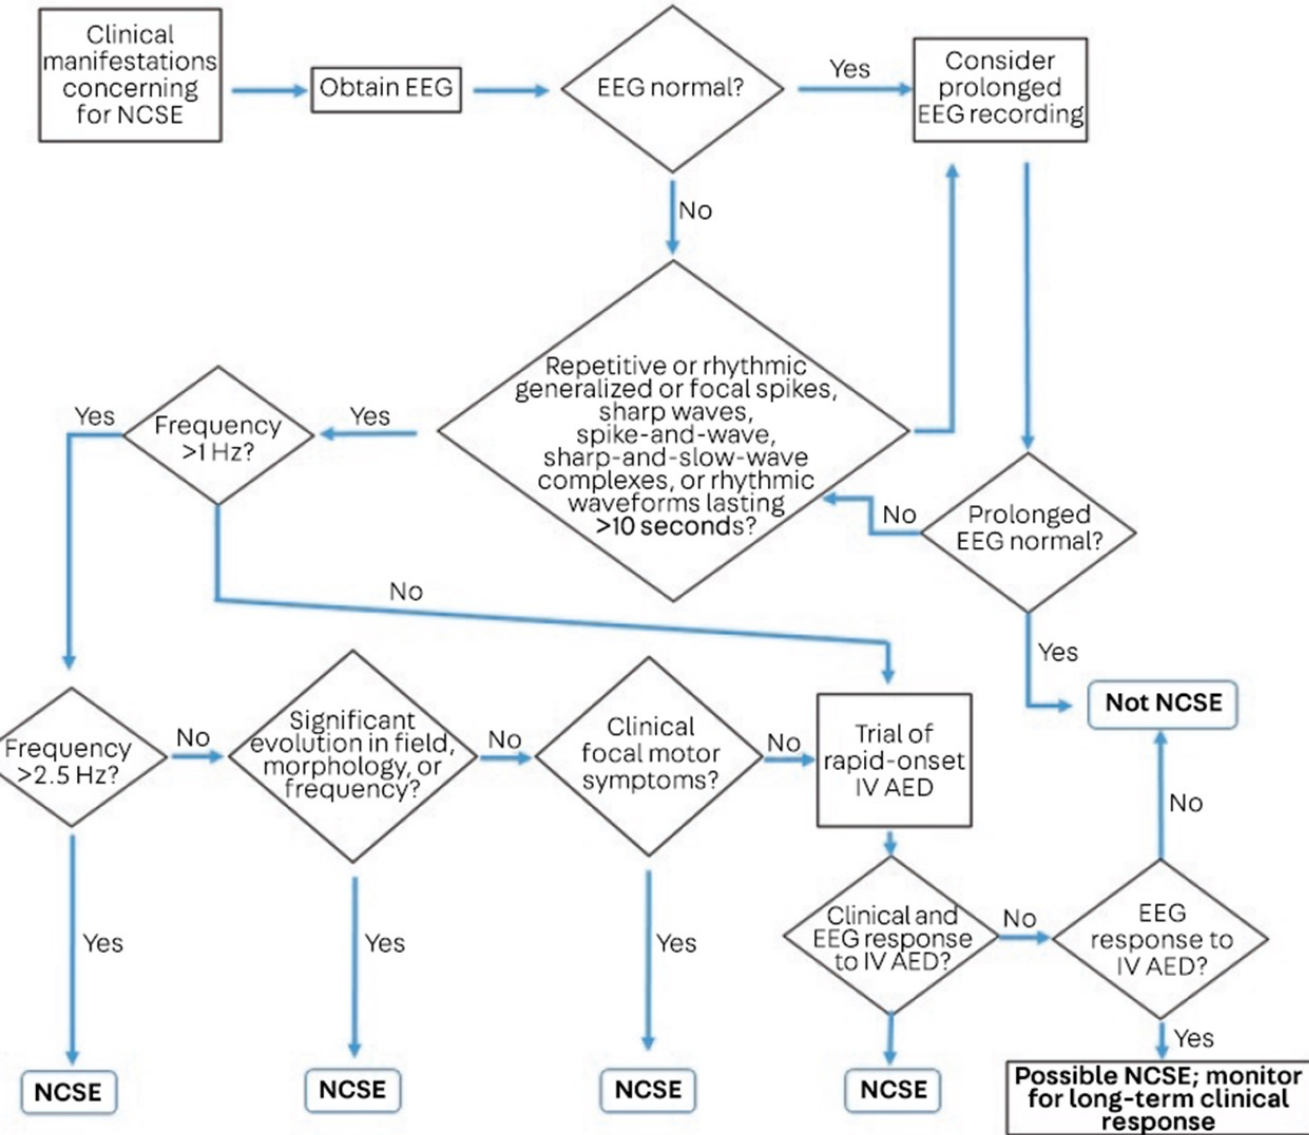 Clinical
manifestations
concerning
for NCSE
Obtain EEG
EEG normal?
Yes
Consider
prolonged
EEG recording
No
Repetitive or rhythmic
generalized or focal spikes,
sharp waves,
spike-and-wave,
sharp-and-slow-wave
complexes, or rhythmic
waveforms lasting
>10 seconds?
Yes
Frequency
>1 Hz?
Yes
No
Prolonged
EEG normal?
No
Yes
Not NCSE
Frequency
>2.5 Hz?
No
Significant
evolution in field,
morphology, or
frequency?
No
Clinical
focal motor
symptoms?
No
Trial of
rapid-onset
IV AED
No
Clinical and
EEG response
to IV AED?
No
EEG
response to
IV AED?
Yes
Yes
Yes
Yes
NCSE
NCSE
NCSE
NCSE
Possible NCSE; monitor
for long-term clinical
response